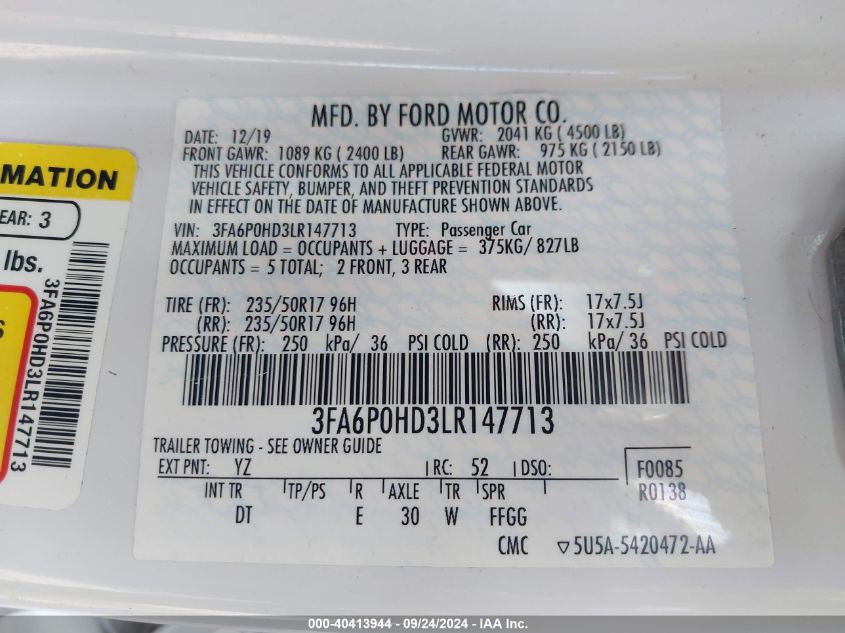 MFD. BY FORD MOTOR CO.
DATE: 12/19 GVWR: 2041 KG ( 4500 LB)
FRONT GAWR: 1089 KG ( 2400 LB) REAR GAWR: 975 KG ( 2150 LB)
THIS VEHICLE CONFORMS TO ALL APPLICABLE FEDERAL MOTOR
VEHICLE SAFETY, BUMPER, AND THEFT PREVENTION STANDARDS
IN EFFECT ON THE DATE OF MANUFACTURE SHOWN ABOVE.
VIN: 3FA6P0HD3LR147713 TYPE: Passenger Car
MAXIMUM LOAD = OCCUPANTS + LUGGAGE = 375KG/ 827LB
OCCUPANTS = 5 TOTAL; 2 FRONT, 3 REAR
TIRE (FR): 235/50R17 96H RIMS (FR): 17x7.5J
(RR): 235/50R17 96H (RR): 17x7.5J
PRESSURE (FR): 250 kPa/ 36 PSI COLD (RR): 250 kPa/ 36 PSI COLD
3FA6P0HD3LR147713
TRAILER TOWING - SEE OWNER GUIDE
EXT PNT: YZ RC: 52 DSO: F0085
R0138
INT TR TP/PS R AXLE TR SPR
DT E 30 W FFGG
CMC ▽5U5A-5420472-AA
MATION
EAR: 3
lbs.
S
3FA6P0HD3LR147713
000-40413944 - 09/24/2024 - IAA Inc.